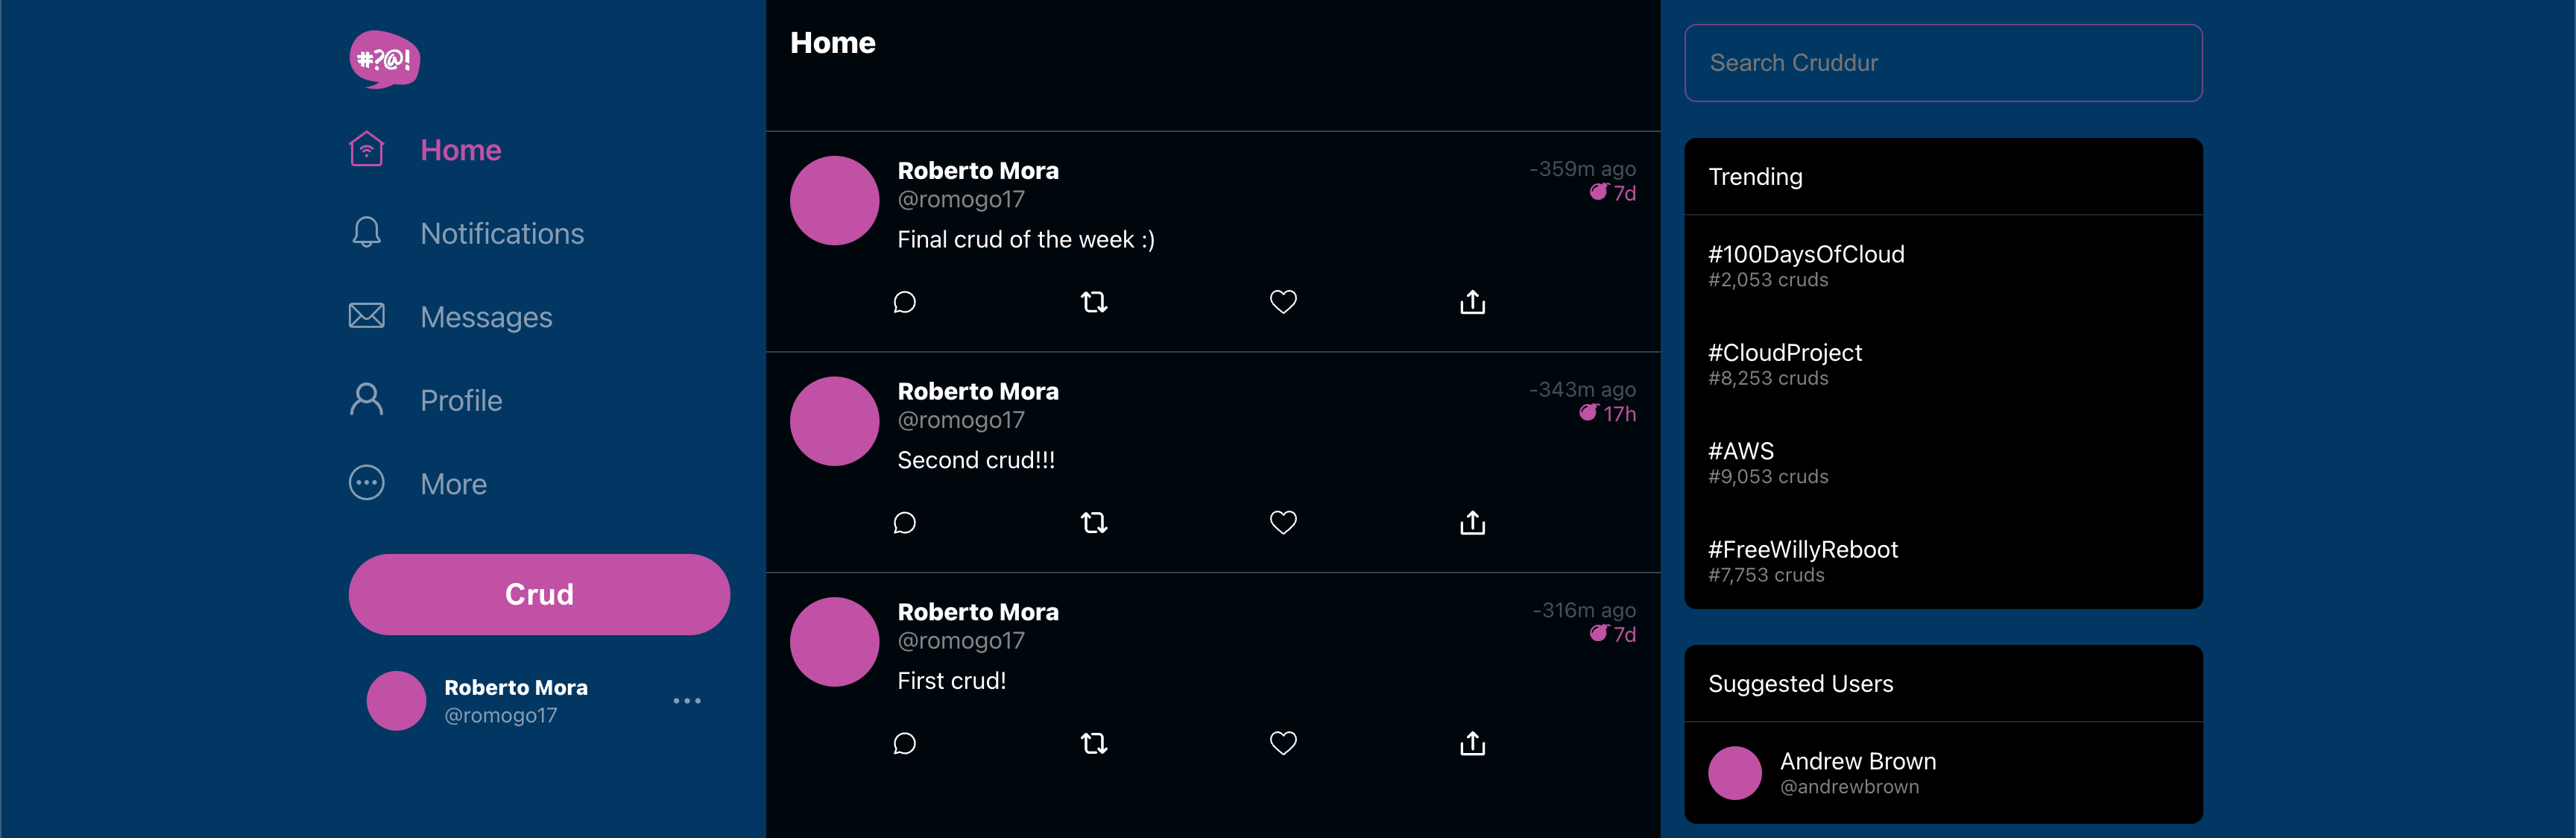 #?@!
Home
Notifications
Messages
Profile
More
Crud
Roberto Mora
@romogo17
Home
Roberto Mora
-359m ago
@romogo17
7d
Final crud of the week :)
Roberto Mora
-343m ago
@romogo17
17h
Second crud!!!
Roberto Mora
-316m ago
@romogo17
7d
First crud!
Search Cruddur
Trending
#100DaysOfCloud
#2,053 cruds
#CloudProject
#8,253 cruds
#AWS
#9,053 cruds
#FreeWillyReboot
#7,753 cruds
Suggested Users
Andrew Brown
@andrewbrown